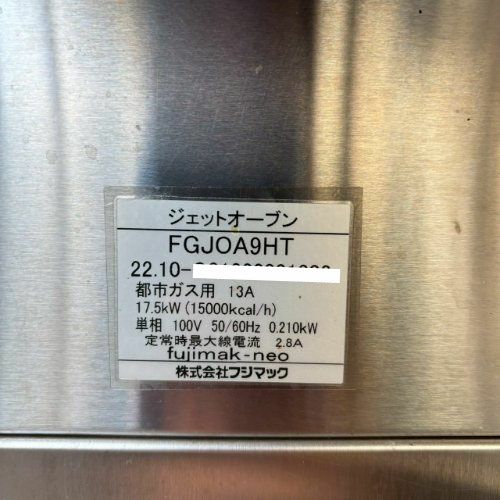 ジェットオーブン
FGJOA9HT
22.10-
都市ガス用 13A
17.5kW (15000kcal/h)
単相 100V 50/60Hz 0.210kW
定常時最大線電流 2.8A
fujimak-neo
株式会社フジマック